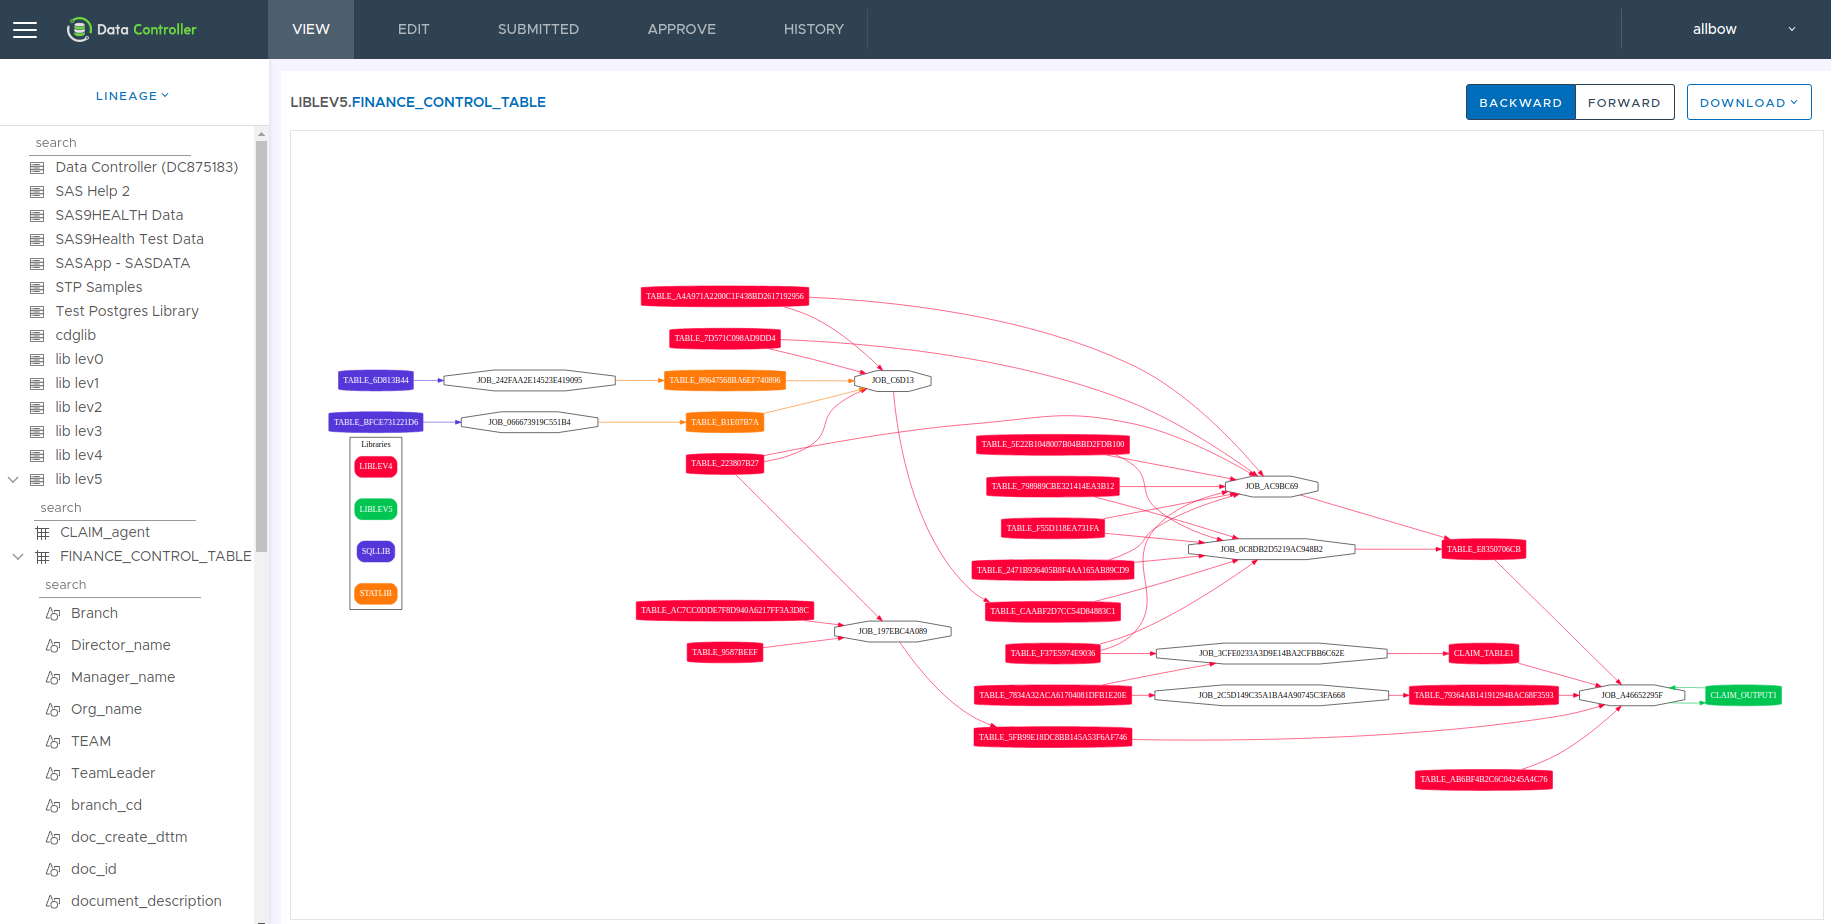 Data Controller
VIEW
EDIT
SUBMITTED
APPROVE
HISTORY
allbow
LINEAGE
search
Data Controller (DC875183)
SAS Help 2
SAS9HEALTH Data
SAS9Health Test Data
SASApp - SASDATA
STP Samples
Test Postgres Library
cdglib
lib lev0
lib lev1
lib lev2
lib lev3
lib lev4
lib lev5
search
CLAIM_agent
FINANCE_CONTROL_TABLE
search
Branch
Director_name
Manager_name
Org_name
TEAM
TeamLeader
branch_cd
doc_create_dttm
doc_id
document_description
LIBLEV5.FINANCE_CONTROL_TABLE
BACKWARD
FORWARD
DOWNLOAD
TABLE_A4A971A2200C1F438BD2617192956
TABLE_7D571C098AD9DD4
TABLE_6D813B44
JOB_242FAA2E14523E419095
TABLE_89647568BA6EF740896
JOB_C6D13
TABLE_BFCE731221D6
JOB_066673919C551B4
TABLE_B1E07B7A
Libraries
LIBLEV4
LIBLEV5
SQLLIB
STATLIB
TABLE_223807B27
TABLE_5E22B1048007B04BBD2FDB100
TABLE_798989CBE321414EA3B12
JOB_AC9BC69
TABLE_F55D118EA731FA
JOB_0C8DB2D5219AC948B2
TABLE_E8350706CB
TABLE_2471B936405B8F4AA165AB89CD9
TABLE_AC7CC0DDE7F8D940A6217FF3A3D8C
TABLE_CAABF2D7CC54D84883C1
JOB_197EBC4A089
TABLE_9587BEEF
TABLE_F37E5974E9036
JOB_3CFE0233A3D9E14BA2CFBB6C62E
CLAIM_TABLE1
TABLE_7834A32ACA61704081DFB1E20E
JOB_2C5D149C35A1BA4A90745C3FA668
TABLE_79364AB14191294BAC68F3593
JOB_A46652295F
CLAIM_OUTPUT1
TABLE_5FB99E18DC8BB145A53F6AF746
TABLE_AB6BF4B2C6C04245A4C76